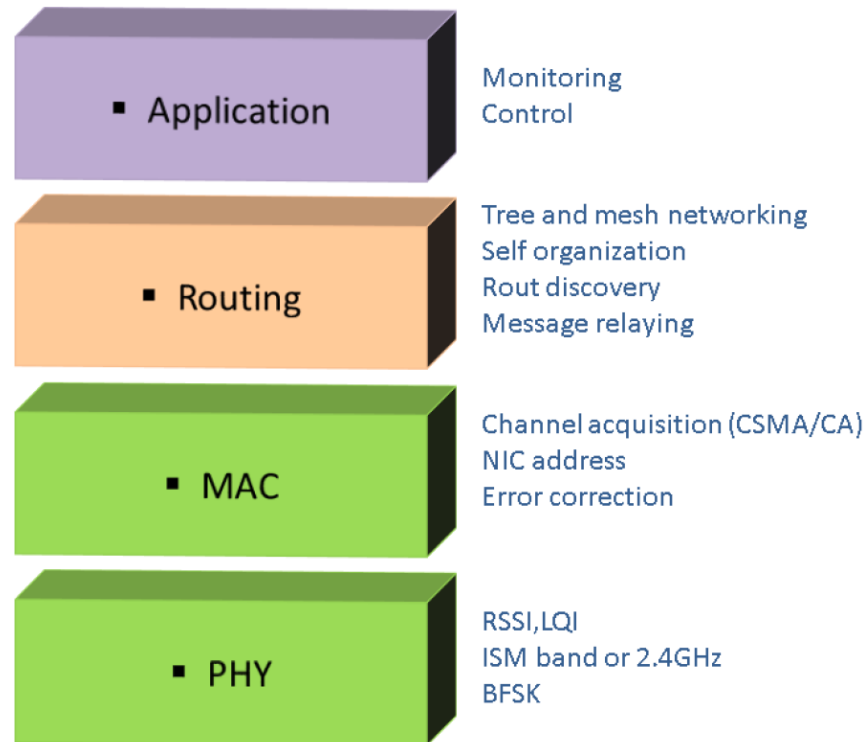 ▪ Application
Monitoring
Control
▪ Routing
Tree and mesh networking
Self organization
Rout discovery
Message relaying
▪ MAC
Channel acquisition (CSMA/CA)
NIC address
Error correction
▪ PHY
RSSI,LQI
ISM band or 2.4GHz
BFSK